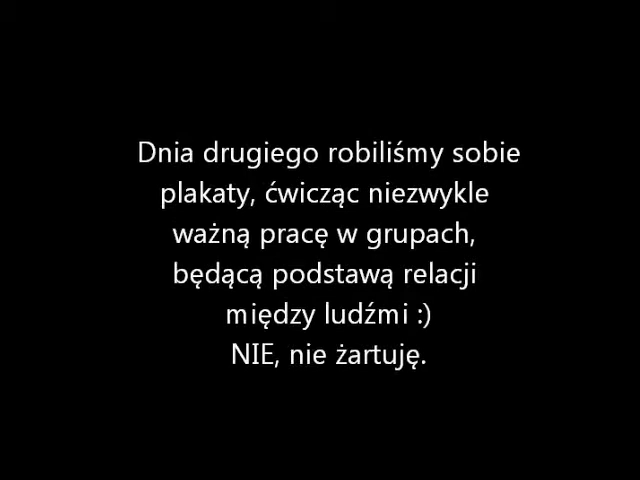 Dnia drugiego robiliśmy sobie
plakaty, ćwicząc niezwykle
ważną pracę w grupach,
będącą podstawą relacji
między ludźmi :)
NIE, nie żartuję.